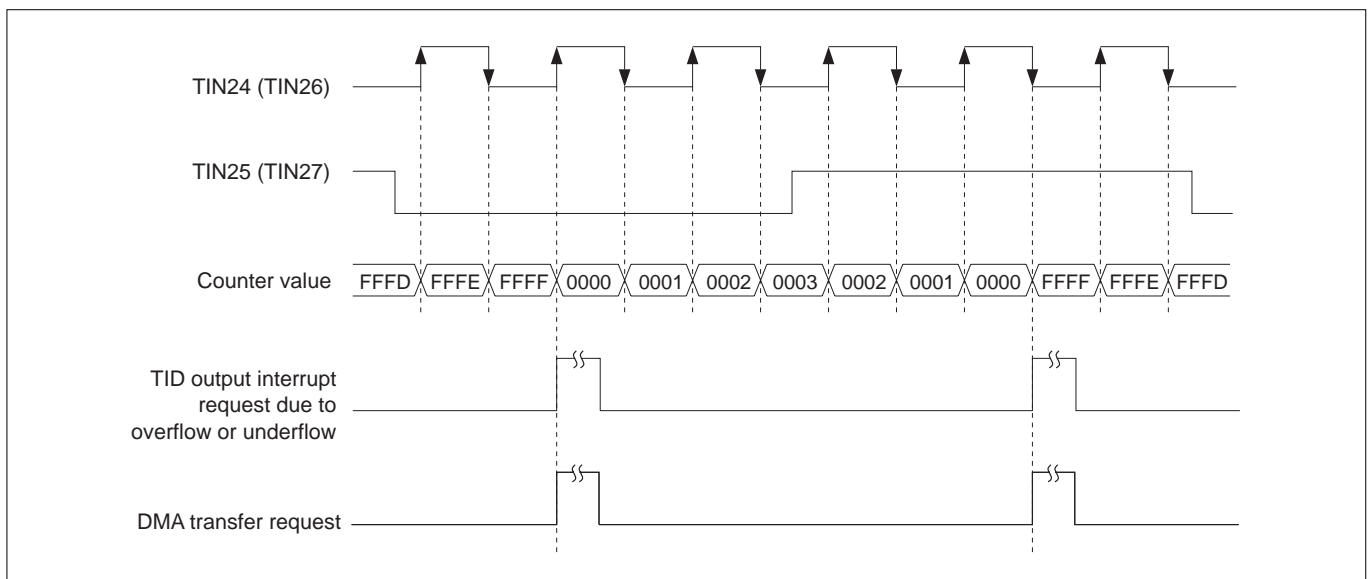 TIN24 (TIN26)
TIN25 (TIN27)
Counter value FFFD FFFE FFFF 0000 0001 0002 0003 0002 0001 0000 FFFF FFFE FFFD
TID output interrupt
request due to
overflow or underflow
DMA transfer request